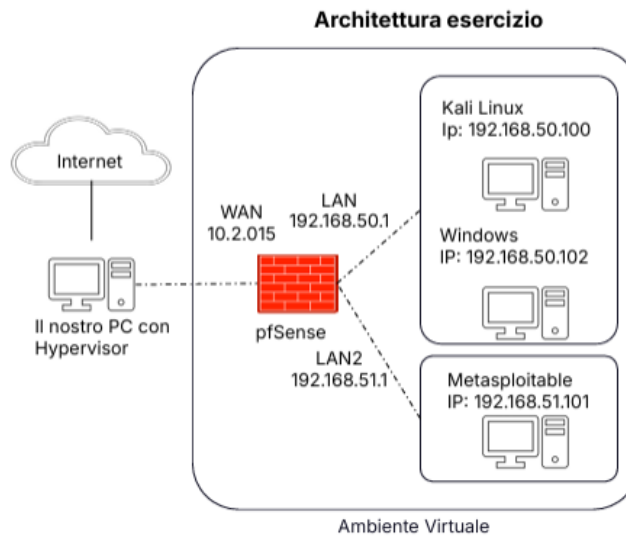 Architettura esercizio
Kali Linux
Ip: 192.168.50.100
Internet
LAN
192.168.50.1
WAN
10.2.015
Windows
IP: 192.168.50.102
Il nostro PC con
Hypervisor
pfSense
LAN2
192.168.51.1
Metasploitable
IP: 192.168.51.101
Ambiente Virtuale